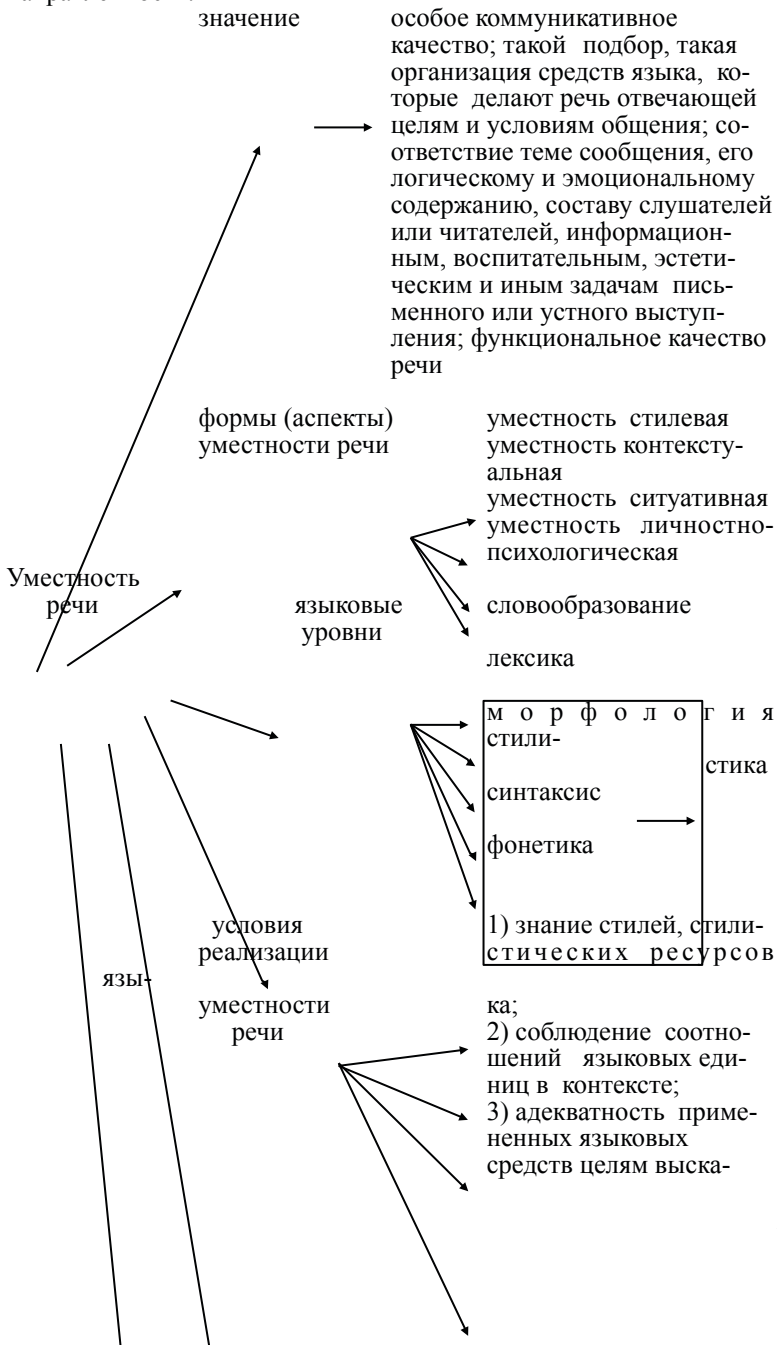 значение
особое коммуникативное
качество; такой подбор, такая
организация средств языка, ко-
торые делают речь отвечающей
целям и условиям общения; со-
ответствие теме сообщения, его
логическому и эмоциональному
содержанию, составу слушателей
или читателей, информацион-
ным, воспитательным, эстети-
ческим и иным задачам пись-
менного или устного выступ-
ления; функциональное качество
речи
формы (аспекты)
уместности речи
уместность стилевая
уместность контексту-
альная
уместность ситуативная
уместность личностно-
психологическая
Уместность
речи
языковые
уровни
словообразование
лексика
морфология
стили-
стика
синтаксис
фонетика
условия
реализации
1) знание стилей, стили-
стических ресурсов
язы-
уместности
речи
ка;
2) соблюдение соотно-
шений языковых еди-
ниц в контексте;
3) адекватность приме-
ненных языковых
средств целям выска-